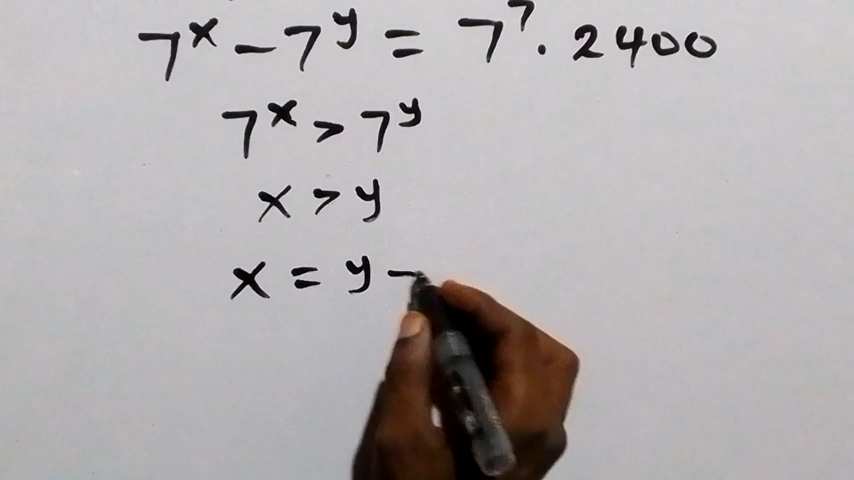 7^x - 7^y = 7^7 . 2400
7^x > 7^y
x > y
x = y -